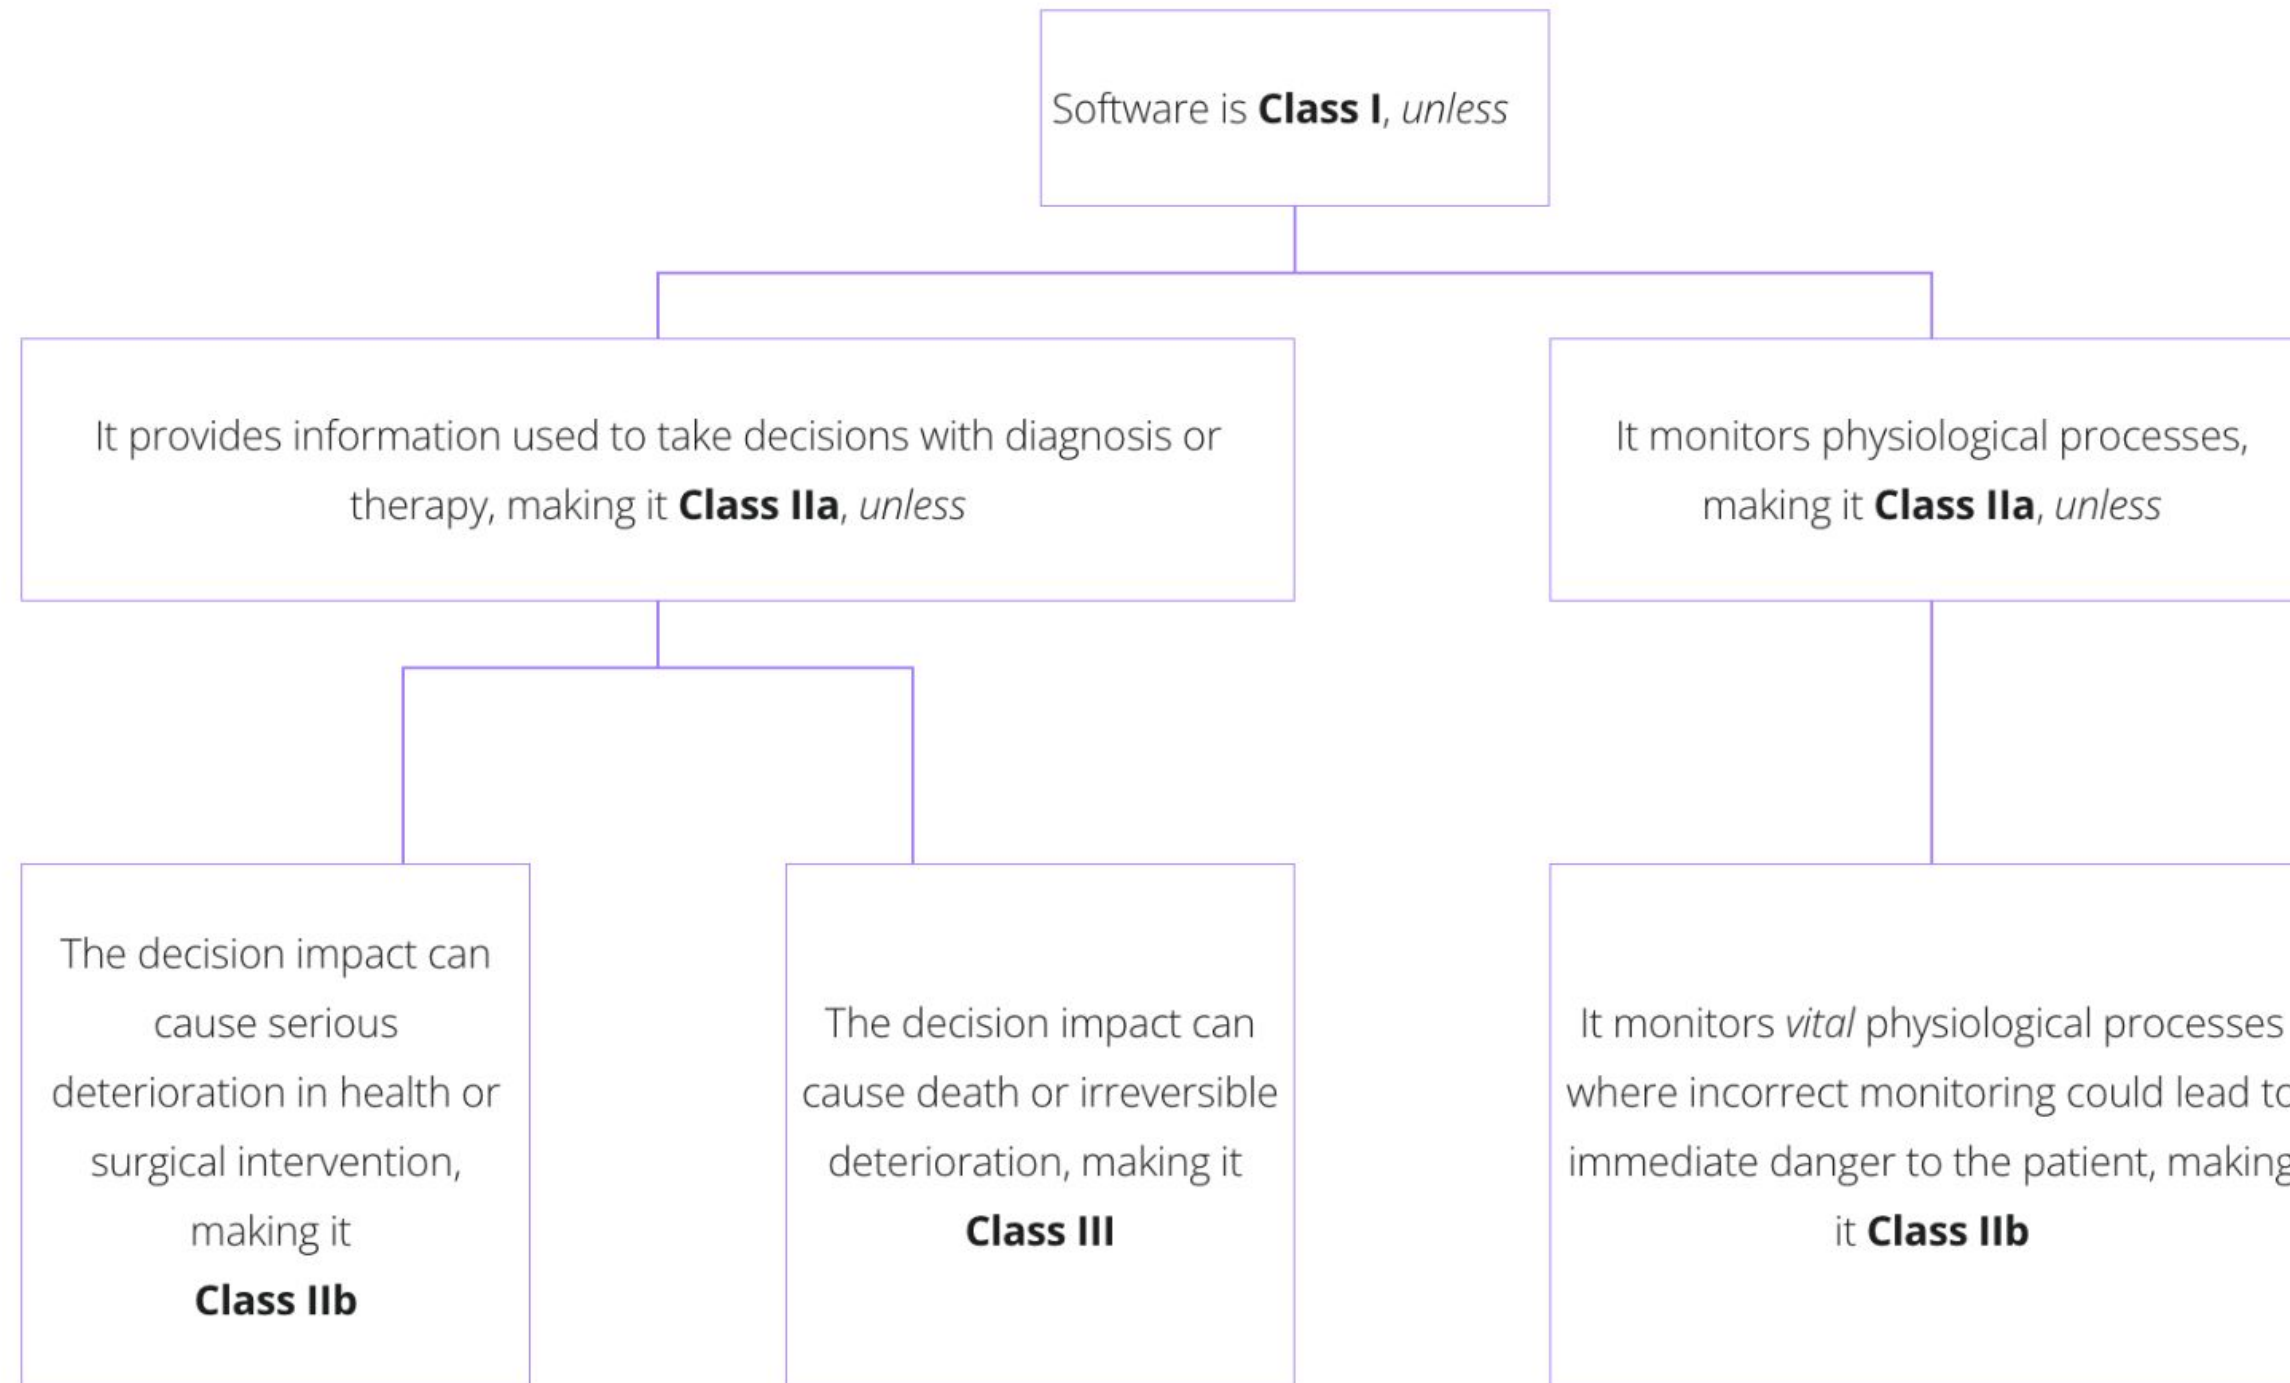 Software is Class I, unless
It provides information used to take decisions with diagnosis or
therapy, making it Class IIa, unless
It monitors physiological processes,
making it Class IIa, unless
The decision impact can
cause serious
deterioration in health or
surgical intervention,
making it
Class IIb
The decision impact can
cause death or irreversible
deterioration, making it
Class III
It monitors vital physiological processes
where incorrect monitoring could lead to
immediate danger to the patient, making
it Class IIb